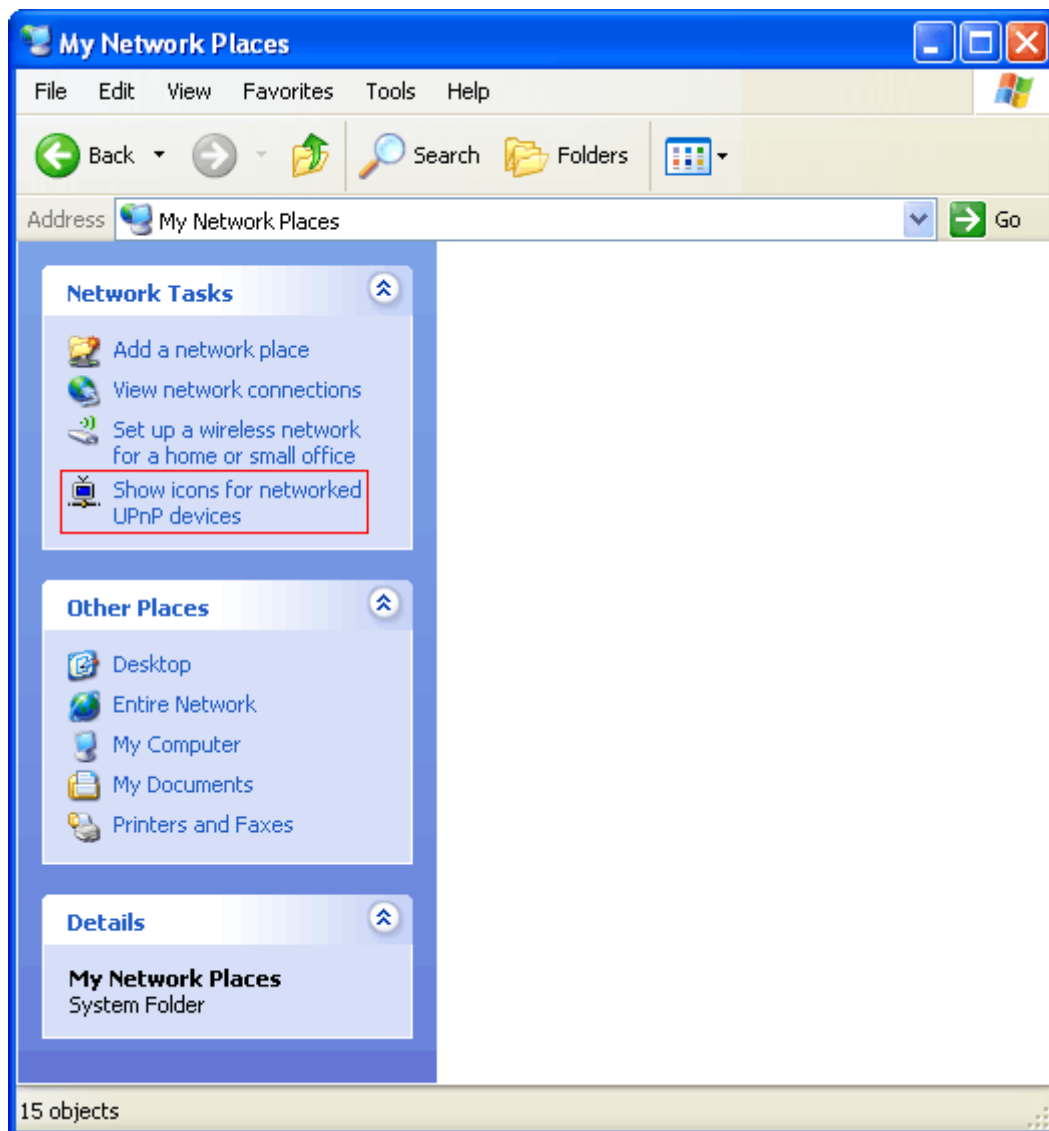 My Network Places
File Edit View Favorites Tools Help
Back Search Folders
Address My Network Places Go
Network Tasks
Add a network place
View network connections
Set up a wireless network
for a home or small office
Show icons for networked
UPnP devices
Other Places
Desktop
Entire Network
My Computer
My Documents
Printers and Faxes
Details
My Network Places
System Folder
15 objects